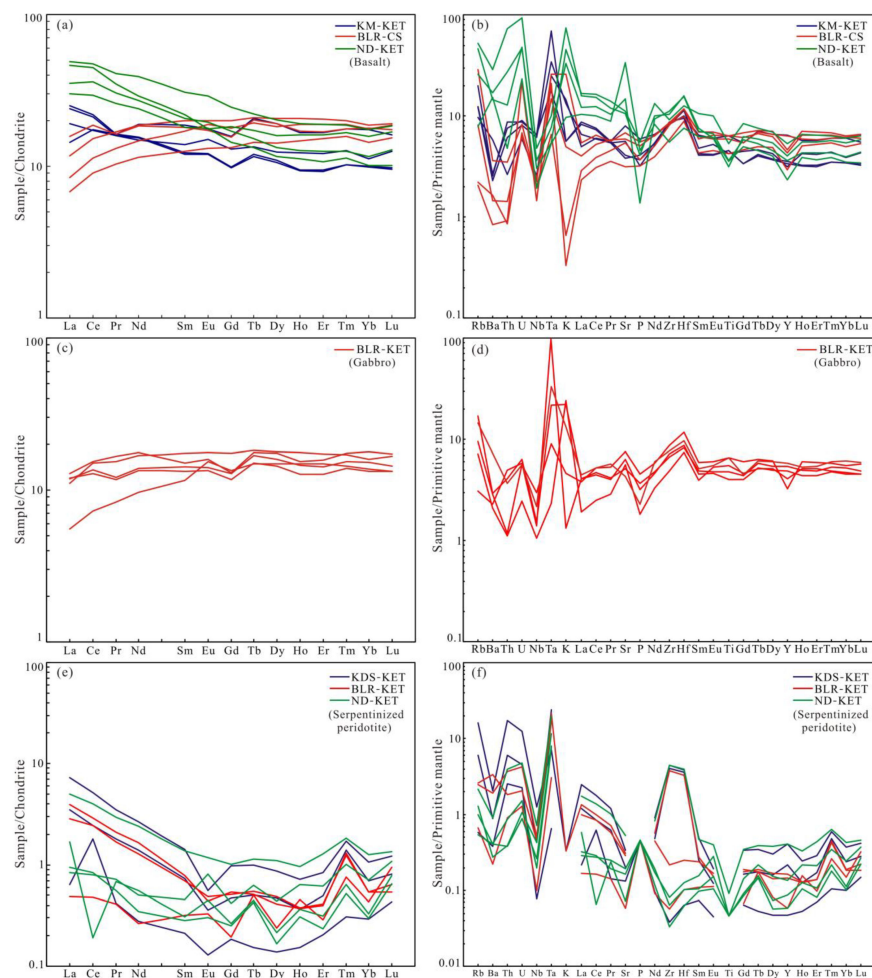 (a)
KM-KET
BLR-CS
ND-KET
(Basalt)
100
10
1
Sample/Chondrite
La Ce Pr Nd Sm Eu Gd Tb Dy Ho Er Tm Yb Lu
(b)
KM-KET
BLR-CS
ND-KET
(Basalt)
100
10
1
0.1
Sample/Primitive mantle
Rb Ba Th U Nb Ta K La Ce Pr Sr P Nd Zr Hf Sm Eu Ti Gd Tb Dy Y Ho Er Tm Yb Lu
(c)
BLR-KET
(Gabbro)
100
10
1
Sample/Chondrite
La Ce Pr Nd Sm Eu Gd Tb Dy Ho Er Tm Yb Lu
(d)
BLR-KET
(Gabbro)
100
10
1
0.1
Sample/Primitive mantle
Rb Ba Th U Nb Ta K La Ce Pr Sr P Nd Zr Hf Sm Eu Ti Gd Tb Dy Y Ho Er Tm Yb Lu
(e)
KDS-KET
BLR-KET
ND-KET
(Serpentinized
peridotite)
100
10
1
0.1
Sample/Chondrite
La Ce Pr Nd Sm Eu Gd Tb Dy Ho Er Tm Yb Lu
(f)
KDS-KET
BLR-KET
ND-KET
(Serpentinized
peridotite)
100
10
1
0.1
0.01
Sample/Primitive mantle
Rb Ba Th U Nb Ta K La Ce Pr Sr P Nd Zr Hf Sm Eu Ti Gd Tb Dy Y Ho Er Tm Yb Lu